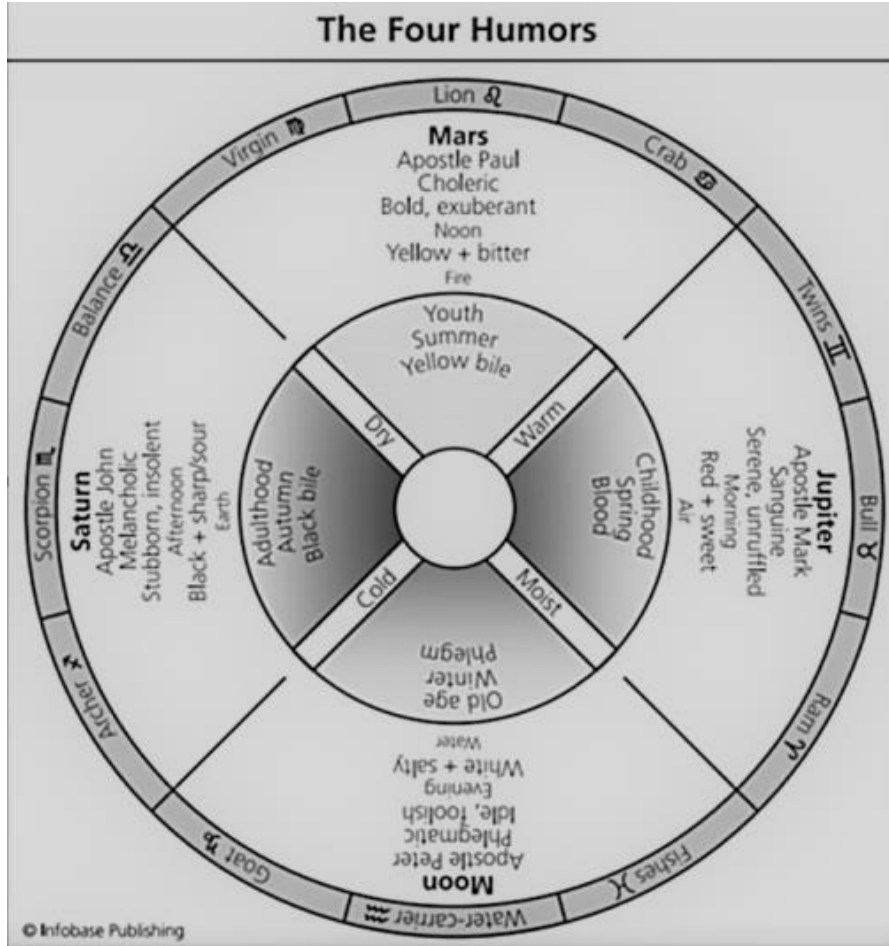 The Four Humors
Lion ♌
Crab ♋
Twins ♊
Bull ♉
Ram ♈
Fishes ♓
Water-carrier ♒
Goat ♑
Archer ♐
Scorpion ♏
Balance ♎
Virgin ♍
Mars
Apostle Paul
Choleric
Bold, exuberant
Noon
Yellow + bitter
Fire
Youth
Summer
Yellow bile
Jupiter
Apostle Mark
Sanguine
Serene, unruffled
Morning
Red + sweet
Air
Childhood
Spring
Blood
Moon
Apostle Peter
Phlegmatic
Idle, foolish
Evening
White + salty
Water
Old age
Winter
Phlegm
Saturn
Apostle John
Melancholic
Stubborn, insolent
Afternoon
Black + sharp/sour
Earth
Adulthood
Autumn
Black bile
Dry
Warm
Moist
Cold
© Infobase Publishing